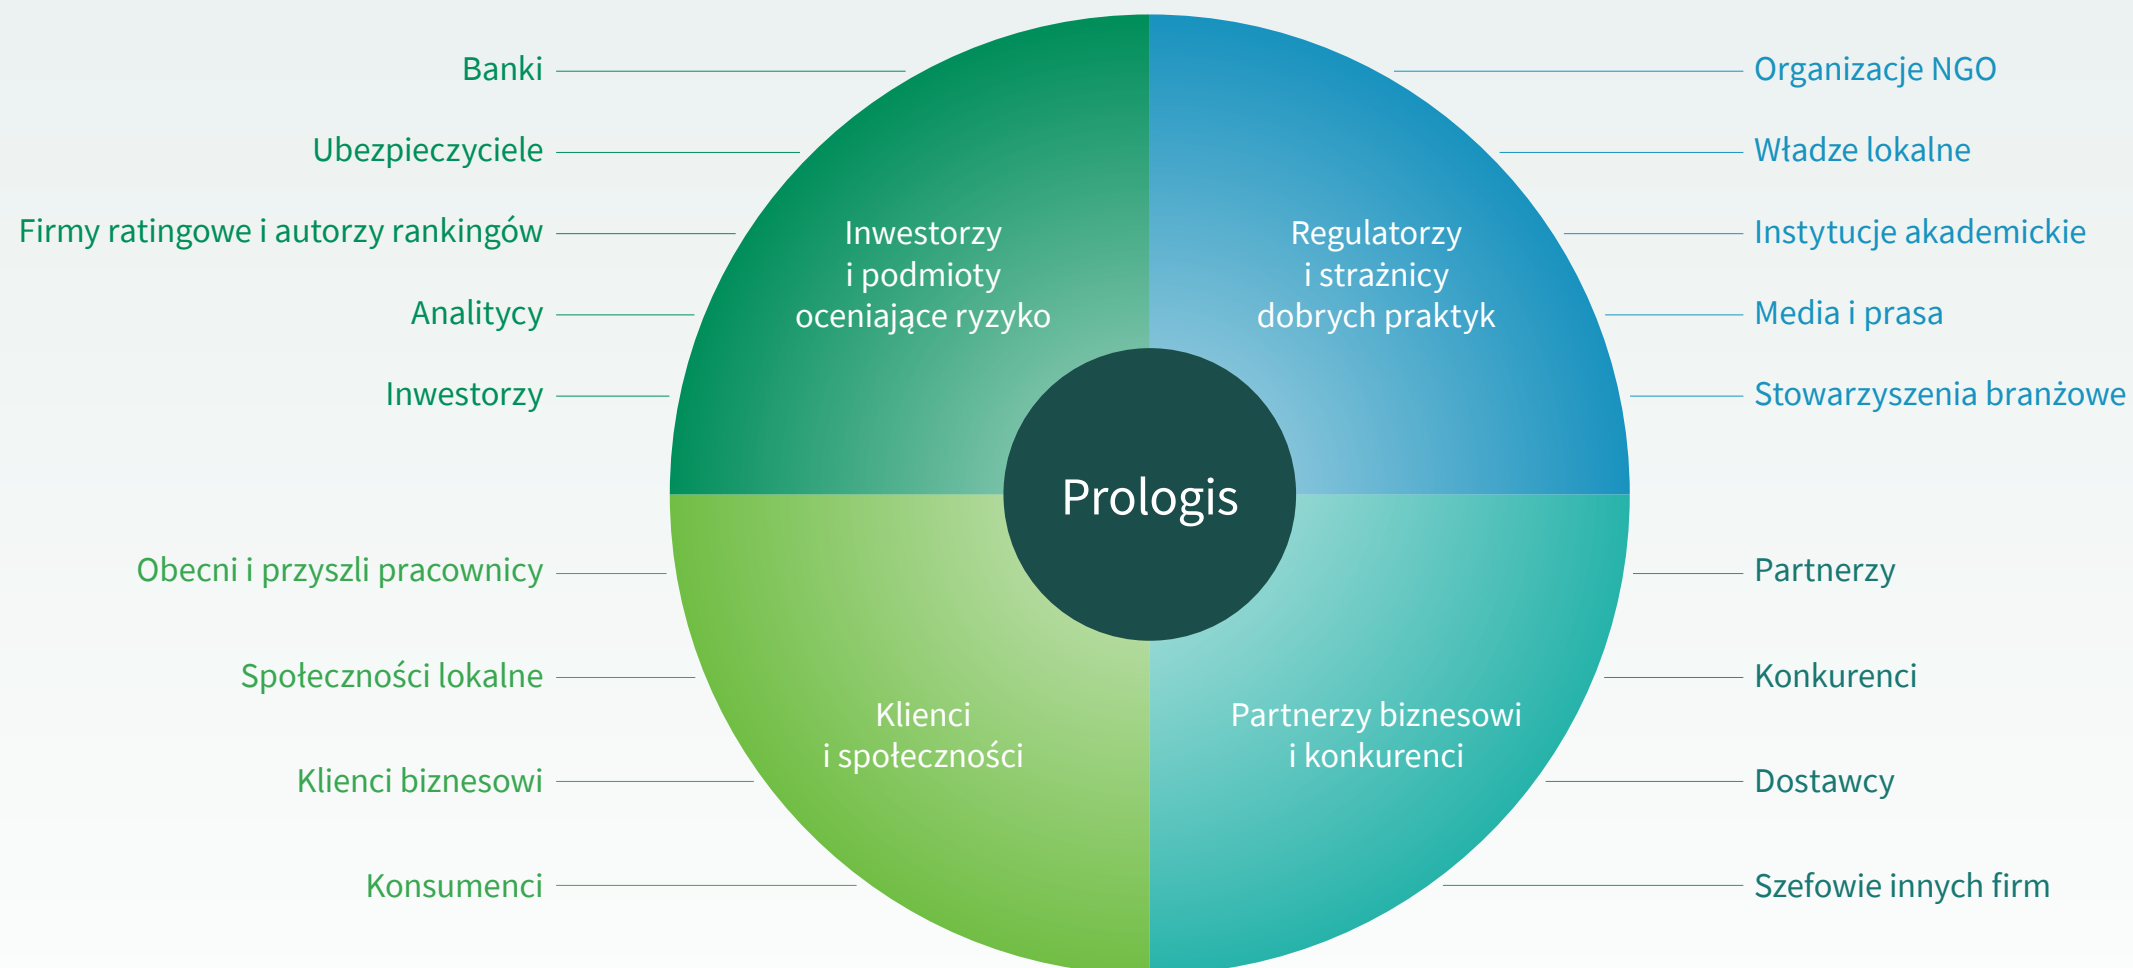 Banki
Ubezpieczyciele
Firmy ratingowe i autorzy rankingów
Analitycy
Inwestorzy
Inwestorzy
i podmioty
oceniające ryzyko
Regulatorzy
i strażnicy
dobrych praktyk
Organizacje NGO
Władze lokalne
Instytucje akademickie
Media i prasa
Stowarzyszenia branżowe
Prologis
Obecni i przyszli pracownicy
Społeczności lokalne
Klienci biznesowi
Konsumenci
Klienci
i społeczności
Partnerzy biznesowi
i konkurenci
Partnerzy
Konkurenci
Dostawcy
Szefowie innych firm